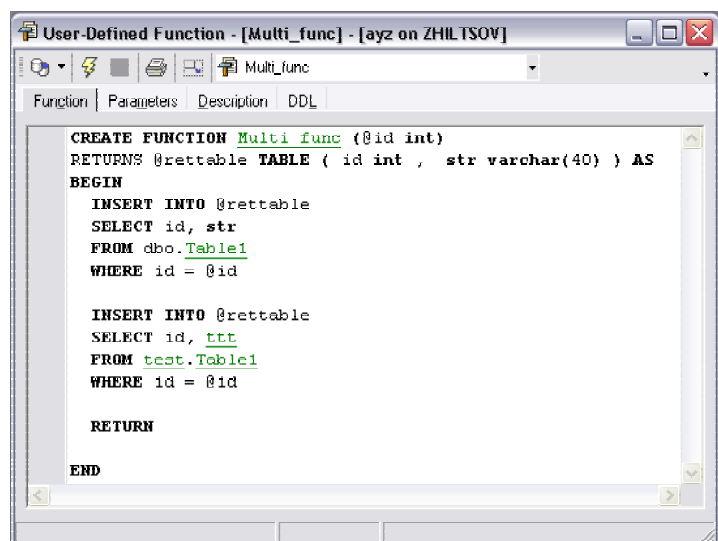 User-Defined Function - [Multi_func] - [ayz on ZHILTSOV]
Multi_func
Function Parameters Description DDL
CREATE FUNCTION Multi_func (@id int)
RETURNS @rettable TABLE ( id int , str varchar(40) ) AS
BEGIN
INSERT INTO @rettable
SELECT id, str
FROM dbo.Table1
WHERE id = @id
INSERT INTO @rettable
SELECT id, ttt
FROM test.Table1
WHERE id = @id
RETURN
END